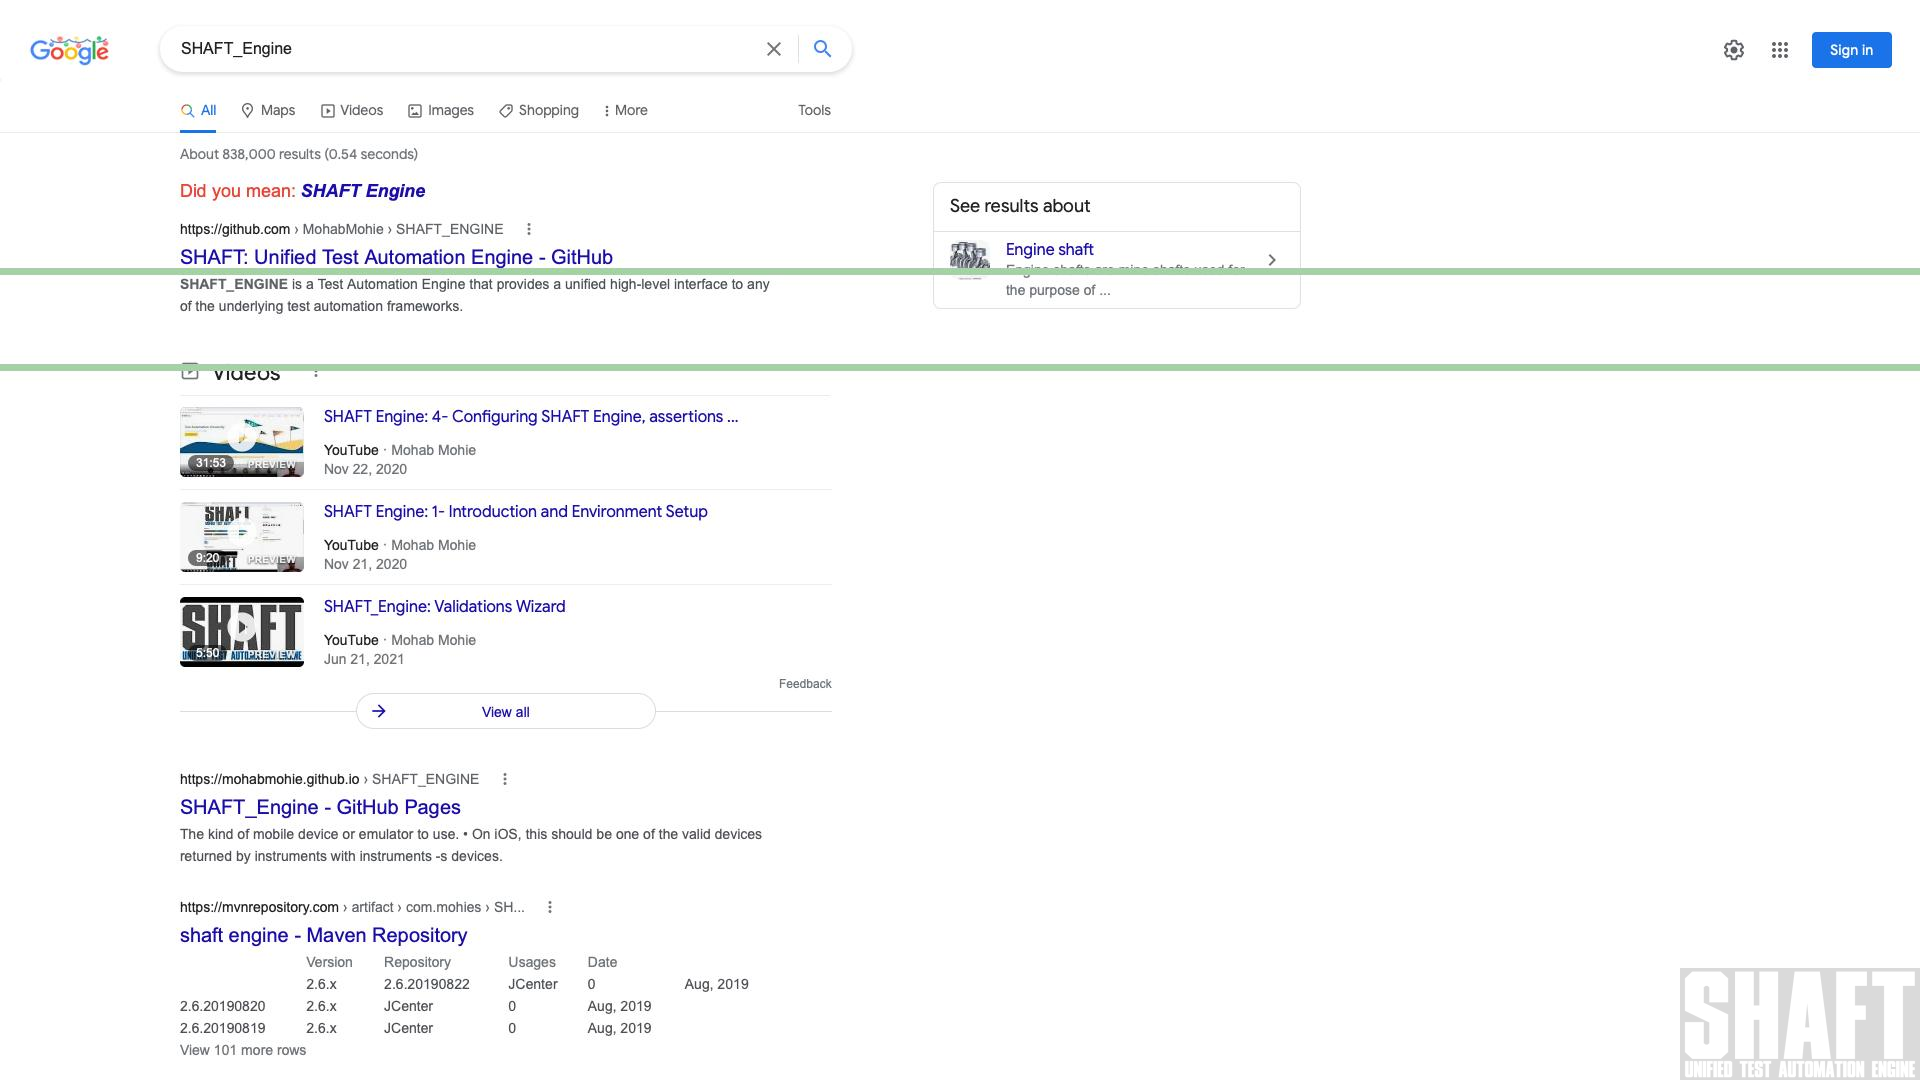 Google
SHAFT_Engine
Sign in
All
Maps
Videos
Images
Shopping
More
Tools
About 838,000 results (0.54 seconds)
Did you mean: SHAFT Engine
https://github.com › MohabMohie › SHAFT_ENGINE
SHAFT: Unified Test Automation Engine - GitHub
SHAFT_ENGINE is a Test Automation Engine that provides a unified high-level interface to any
of the underlying test automation frameworks.
See results about
Engine shaft
Engine shafts are mine shafts used for
the purpose of ...
Videos
SHAFT Engine: 4- Configuring SHAFT Engine, assertions ...
31:53
PREVIEW
YouTube · Mohab Mohie
Nov 22, 2020
SHAFT
SHAFT Engine: 1- Introduction and Environment Setup
9:20
PREVIEW
YouTube · Mohab Mohie
Nov 21, 2020
SHAFT
SHAFT_Engine: Validations Wizard
5:50
PREVIEW
YouTube · Mohab Mohie
Jun 21, 2021
Feedback
View all
https://mohabmohie.github.io › SHAFT_ENGINE
SHAFT_Engine - GitHub Pages
The kind of mobile device or emulator to use. • On iOS, this should be one of the valid devices
returned by instruments with instruments -s devices.
https://mvnrepository.com › artifact › com.mohies › SH...
shaft engine - Maven Repository
Version Repository Usages Date
2.6.x 2.6.20190822 JCenter 0 Aug, 2019
2.6.20190820 2.6.x JCenter 0 Aug, 2019
2.6.20190819 2.6.x JCenter 0 Aug, 2019
View 101 more rows
SHAFT
UNIFIED TEST AUTOMATION ENGINE